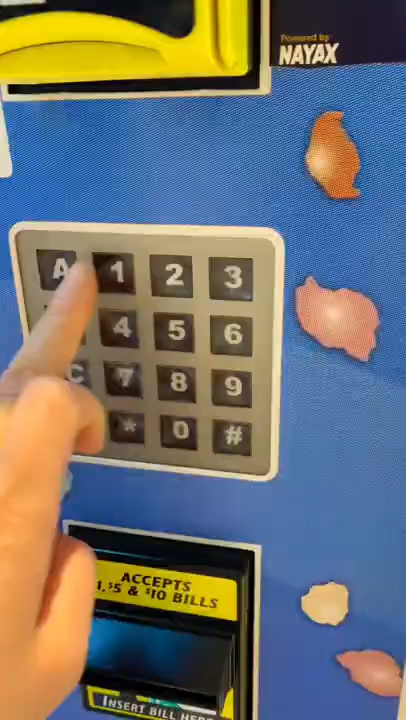 Powered by
NAYAX
A 1 2 3
4 5 6
C 7 8 9
* 0 #
ACCEPTS
1, $5 & $10 BILLS
INSERT BILL HERE